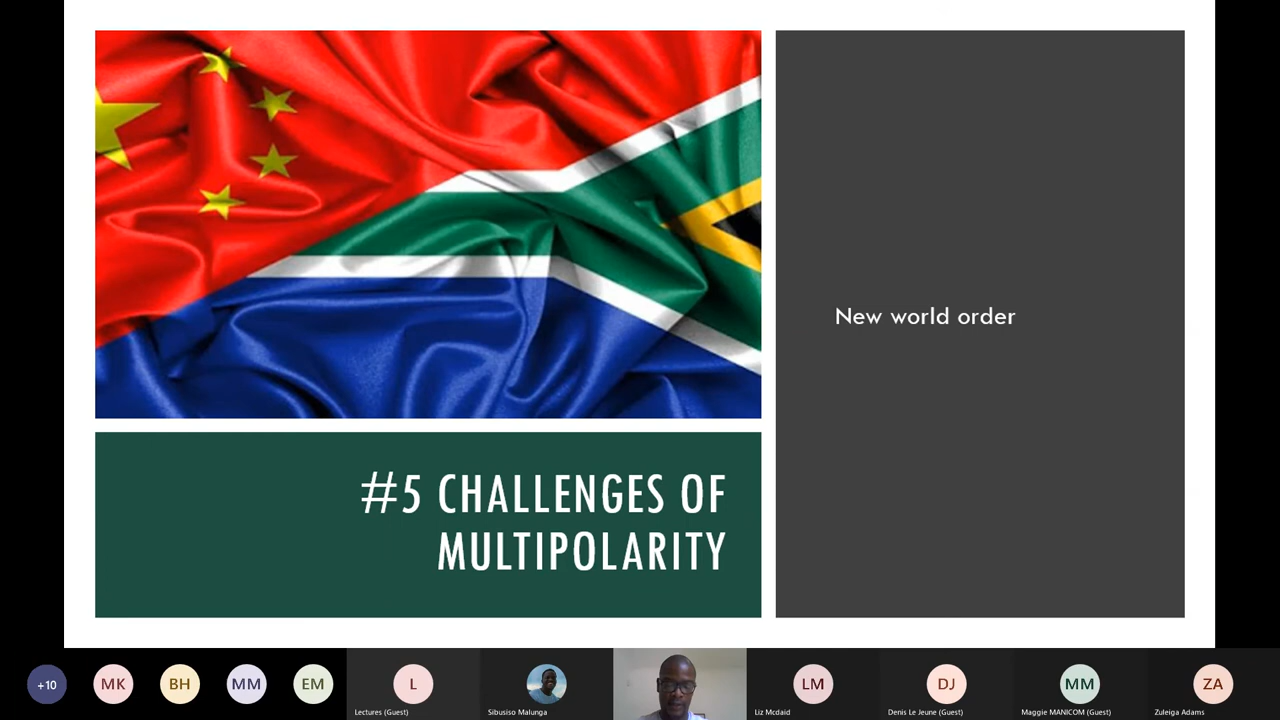 New world order
#5 CHALLENGES OF
MULTIPOLARITY
+10
MK
BH
MM
EM
L
LM
DJ
MM
ZA
Lectures (Guest)
Sibusiso Malunga
Liz Mcdaid
Denis Le Jeune (Guest)
Maggie MANICOM (Guest)
Zuleiga Adams